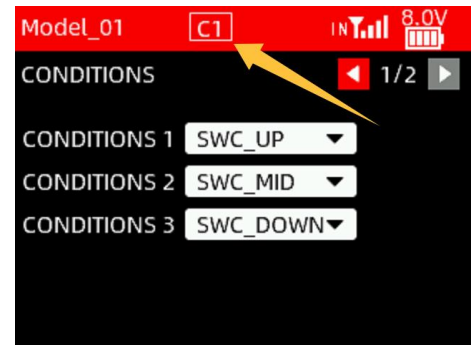 Model_01 C1 IN 8.0V
CONDITIONS 1/2
CONDITIONS 1 SWC_UP
CONDITIONS 2 SWC_MID
CONDITIONS 3 SWC_DOWN